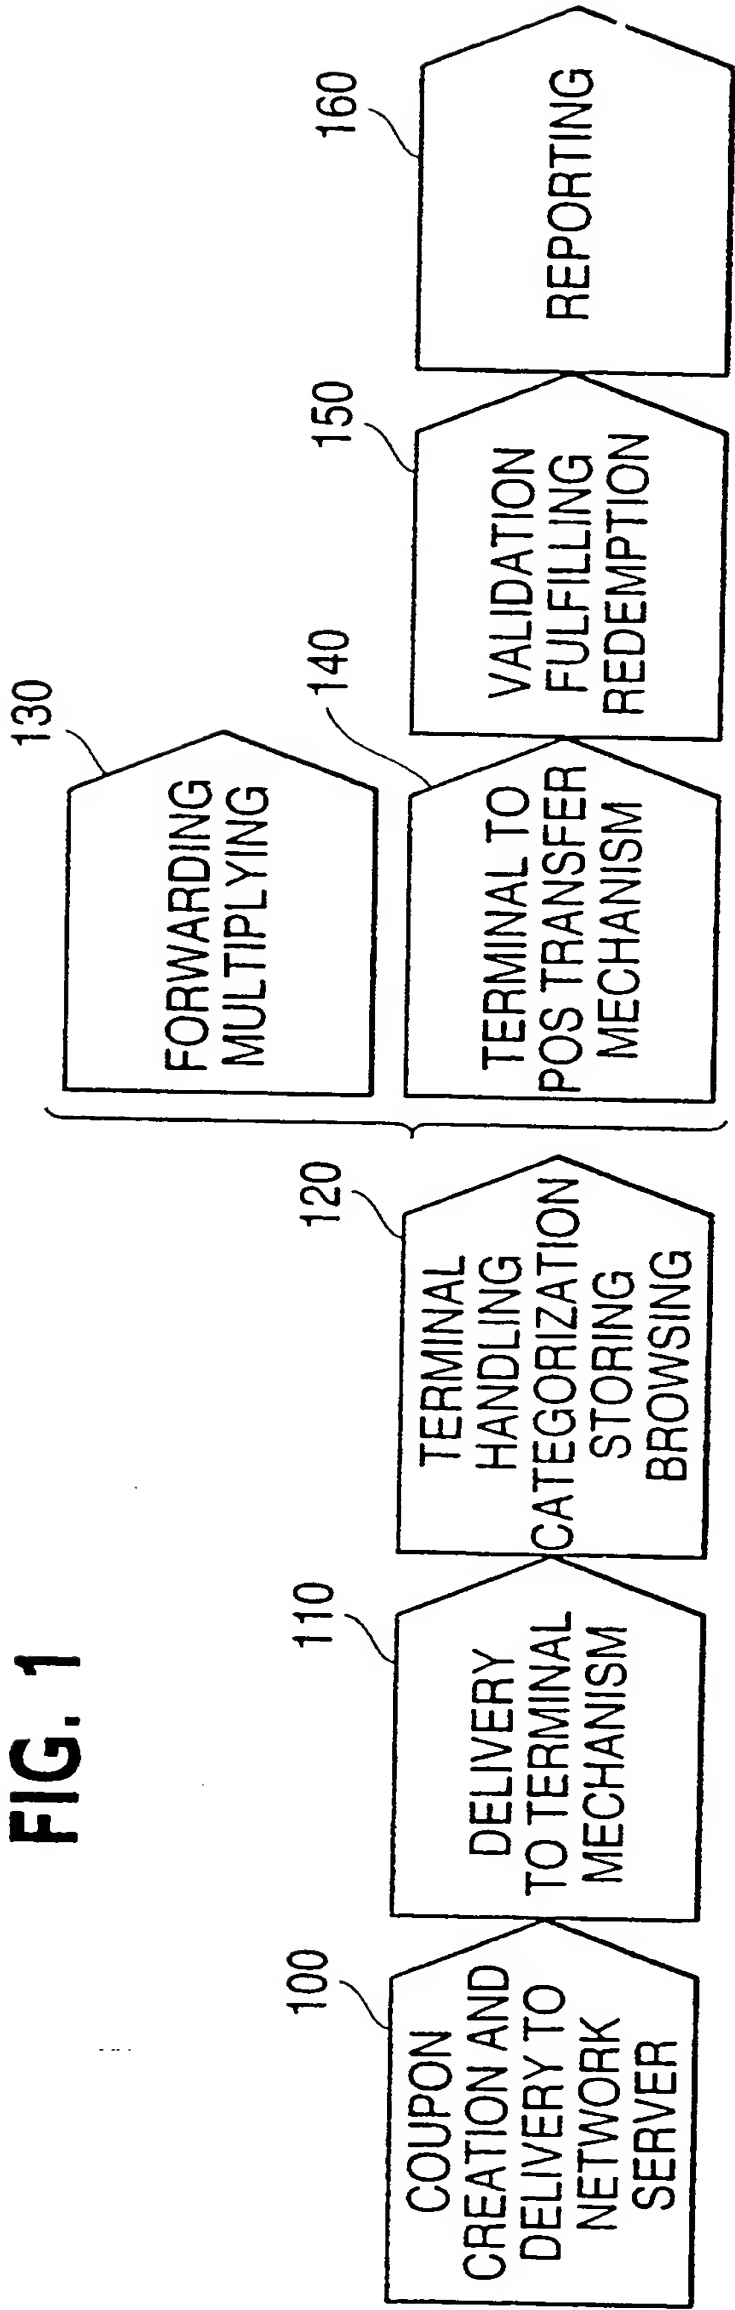 FIG. 1
100
COUPON
CREATION AND
DELIVERY TO
NETWORK
SERVER
110
DELIVERY
TO TERMINAL
MECHANISM
120
TERMINAL
HANDLING
CATEGORIZATION
STORING
BROWSING
130
FORWARDING
MULTIPLYING
140
TERMINAL TO
POS TRANSFER
MECHANISM
150
VALIDATION
FULFILLING
REDEMPTION
160
REPORTING